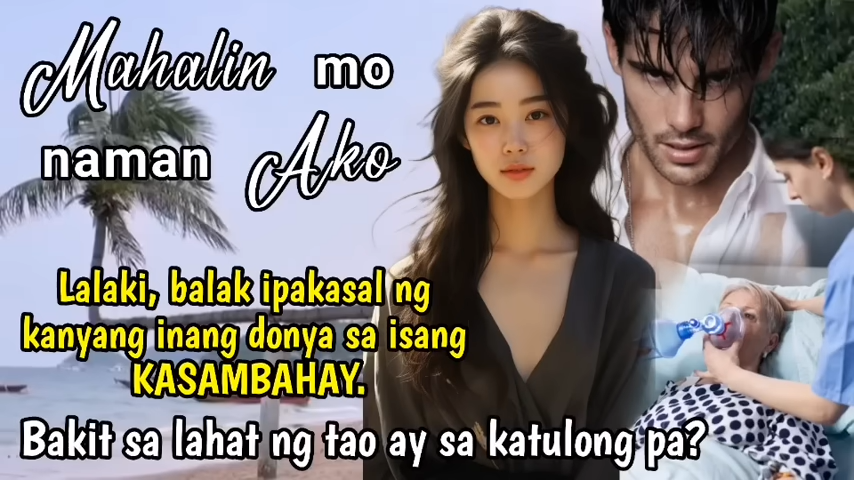 Mahalin mo
naman Ako
Lalaki, balak ipakasal ng
kanyang inang donya sa isang
KASAMBAHAY.
Bakit sa lahat ng tao ay sa katulong pa?